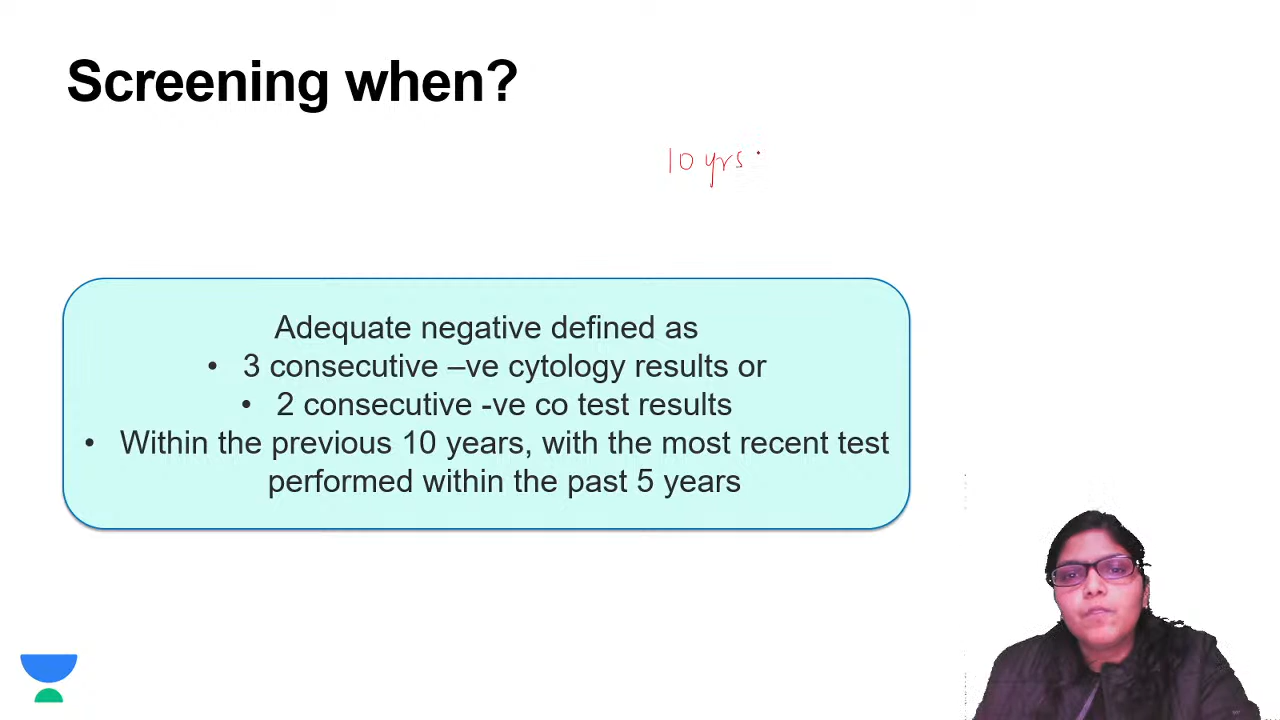 Screening when?
10 yrs
Adequate negative defined as
• 3 consecutive –ve cytology results or
• 2 consecutive -ve co test results
• Within the previous 10 years, with the most recent test
performed within the past 5 years